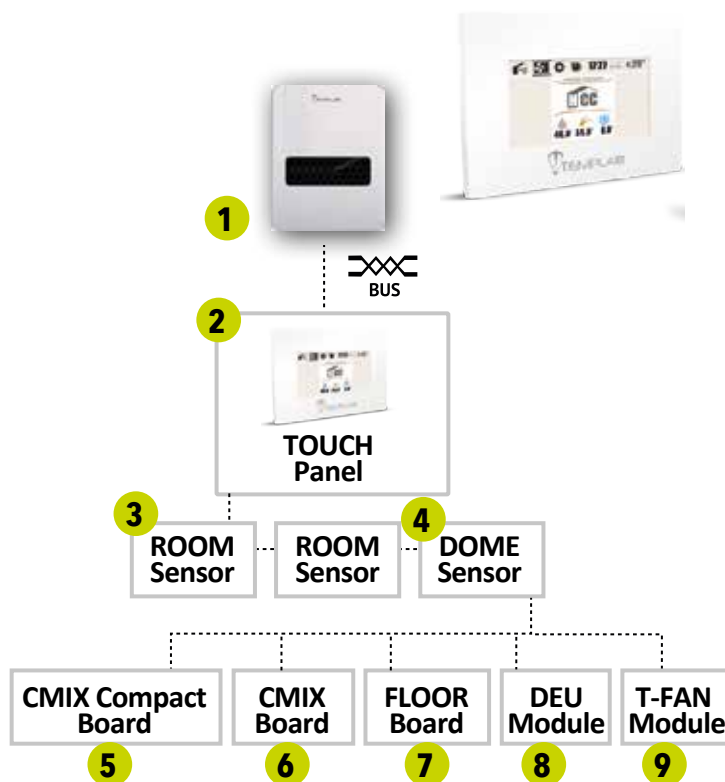 TEMPLAB
1
BUS
2
TOUCH
Panel
3
ROOM
Sensor
ROOM
Sensor
4
DOME
Sensor
CMIX Compact
Board
5
CMIX
Board
6
FLOOR
Board
7
DEU
Module
8
T-FAN
Module
9